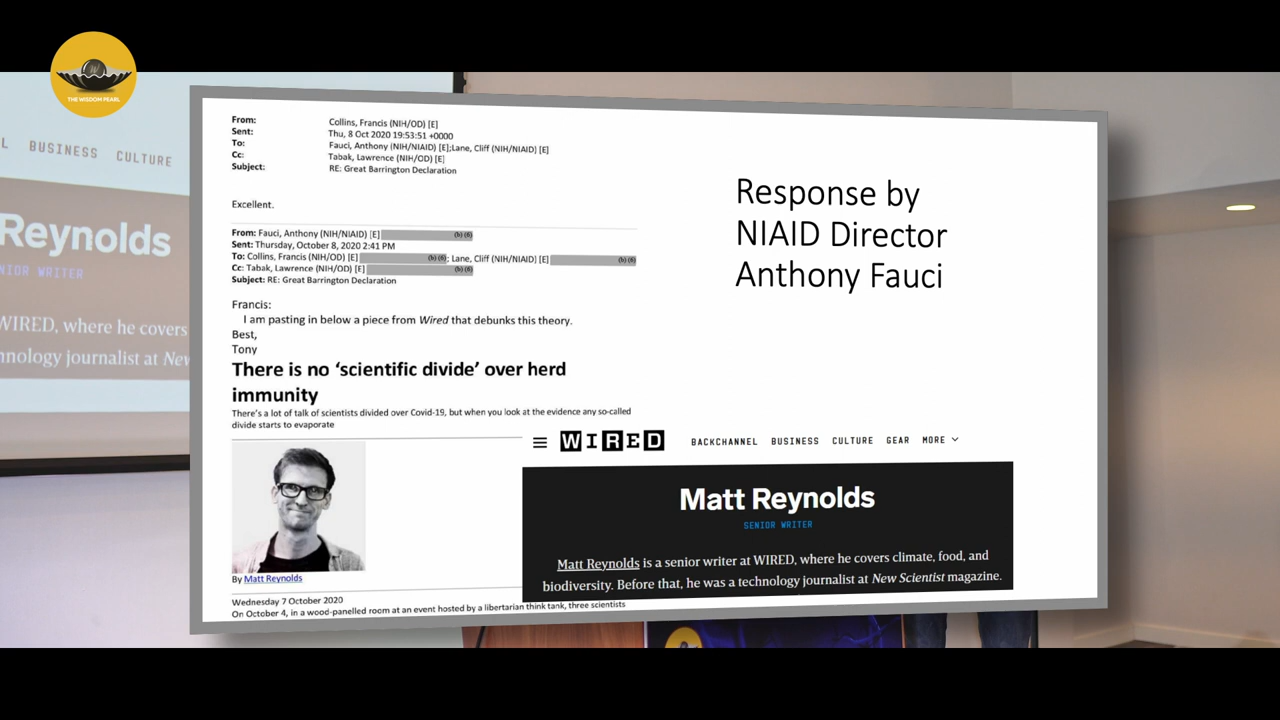 THE WISDOM PEARL
L BUSINESS CULTURE
Reynolds
NIOR WRITER
WIRED, where he covers
hnology journalist at New
From: Collins, Francis (NIH/OD) [E]
Sent: Thu, 8 Oct 2020 19:53:51 +0000
To: Fauci, Anthony (NIH/NIAID) [E];Lane, Cliff (NIH/NIAID) [E]
Cc: Tabak, Lawrence (NIH/OD) [E]
Subject: RE: Great Barrington Declaration
Excellent.
From: Fauci, Anthony (NIH/NIAID) [E] (b) (6)
Sent: Thursday, October 8, 2020 2:41 PM
To: Collins, Francis (NIH/OD) [E] (b) (6); Lane, Cliff (NIH/NIAID) [E] (b) (6)
Cc: Tabak, Lawrence (NIH/OD) [E] (b) (6)
Subject: RE: Great Barrington Declaration
Francis:
I am pasting in below a piece from Wired that debunks this theory.
Best,
Tony
There is no ‘scientific divide’ over herd
immunity
There's a lot of talk of scientists divided over Covid-19, but when you look at the evidence any so-called
divide starts to evaporate
By Matt Reynolds
Wednesday 7 October 2020
On October 4, in a wood-panelled room at an event hosted by a libertarian think tank, three scientists
Response by
NIAID Director
Anthony Fauci
WIRED BACKCHANNEL BUSINESS CULTURE GEAR MORE
Matt Reynolds
SENIOR WRITER
Matt Reynolds is a senior writer at WIRED, where he covers climate, food, and
biodiversity. Before that, he was a technology journalist at New Scientist magazine.